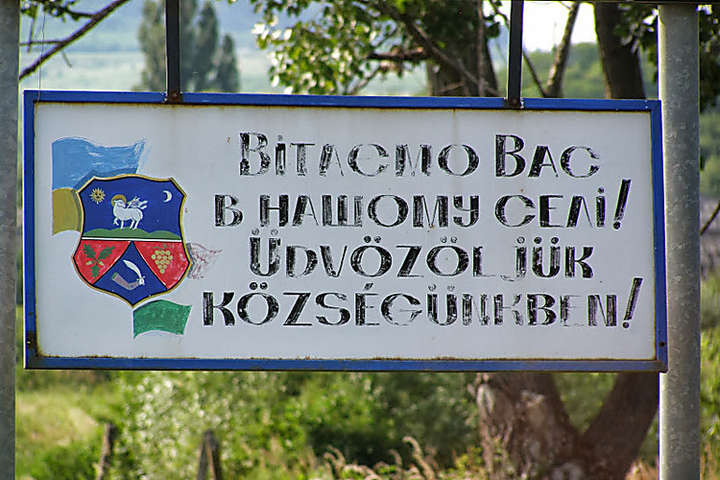 Вітаємо Вас
в нашому селі!
Üdvözöljük
községünkben!